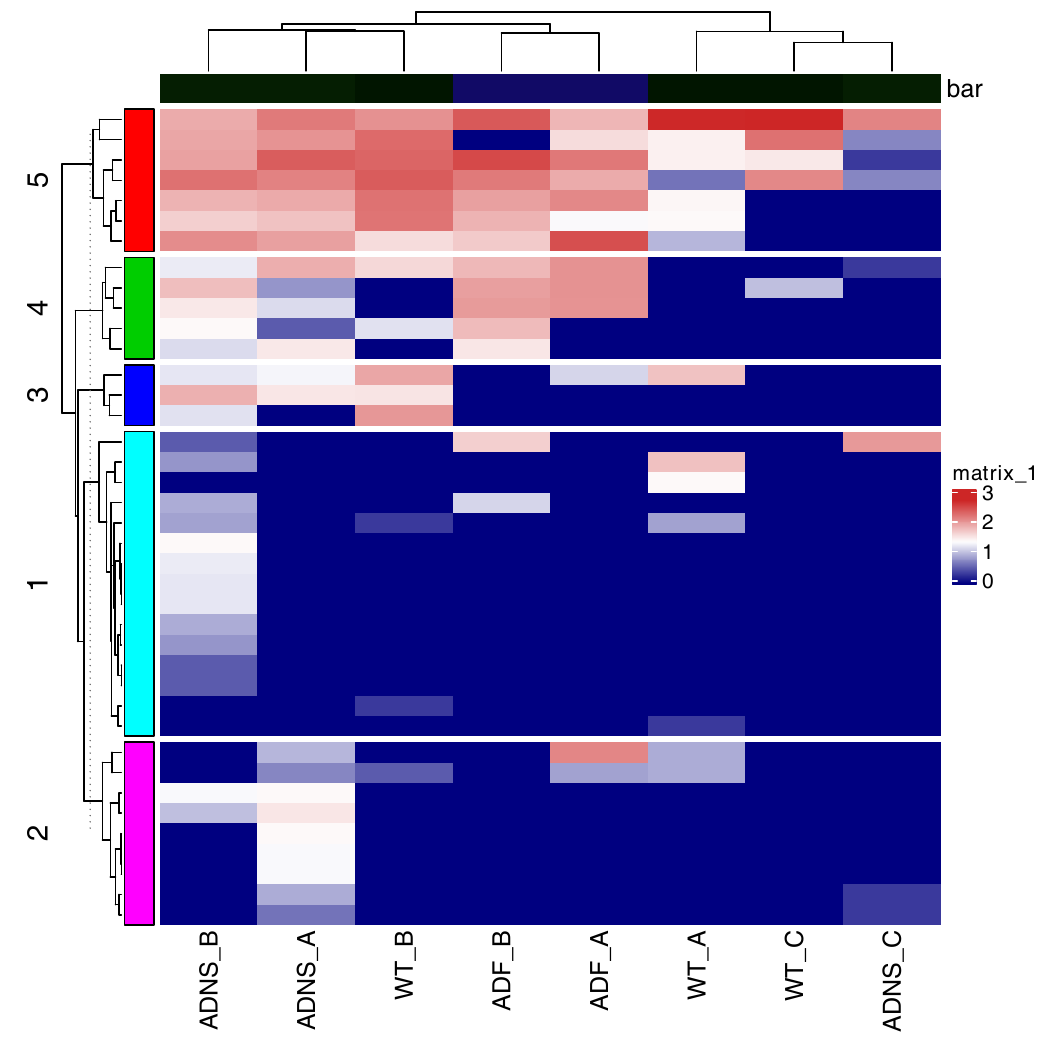 bar
5
4
3
1
2
matrix_1
3
2
1
0
ADNS_B
ADNS_A
WT_B
ADF_B
ADF_A
WT_A
WT_C
ADNS_C